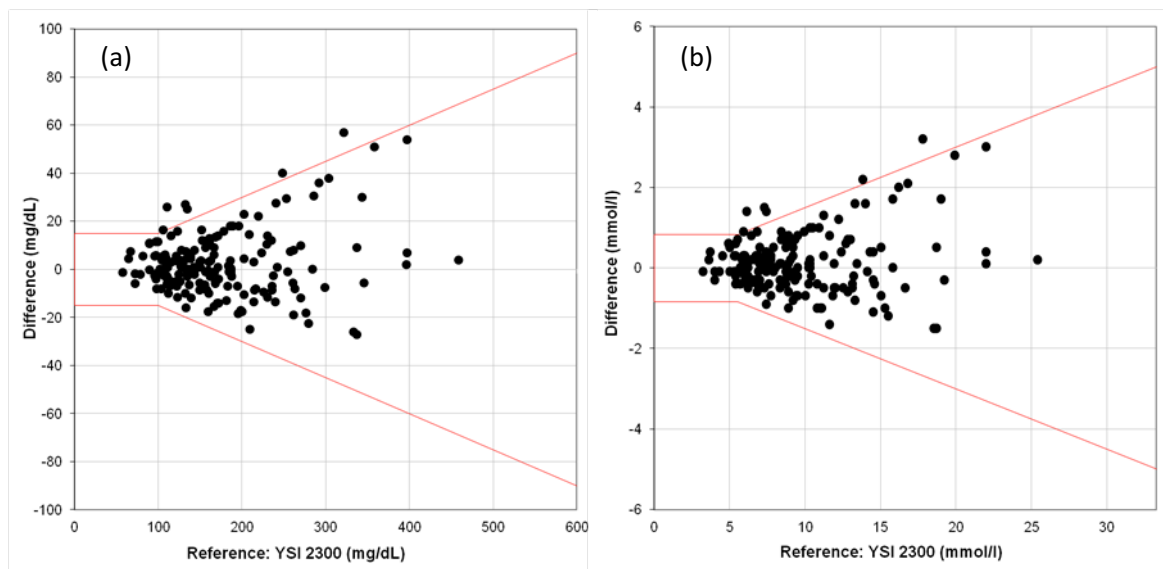 (a)
Difference (mg/dL)
100
80
60
40
20
0
-20
-40
-60
-80
-100
0 100 200 300 400 500 600
Reference: YSI 2300 (mg/dL)
(b)
Difference (mmol/l)
6
4
2
0
-2
-4
-6
0 5 10 15 20 25 30
Reference: YSI 2300 (mmol/l)